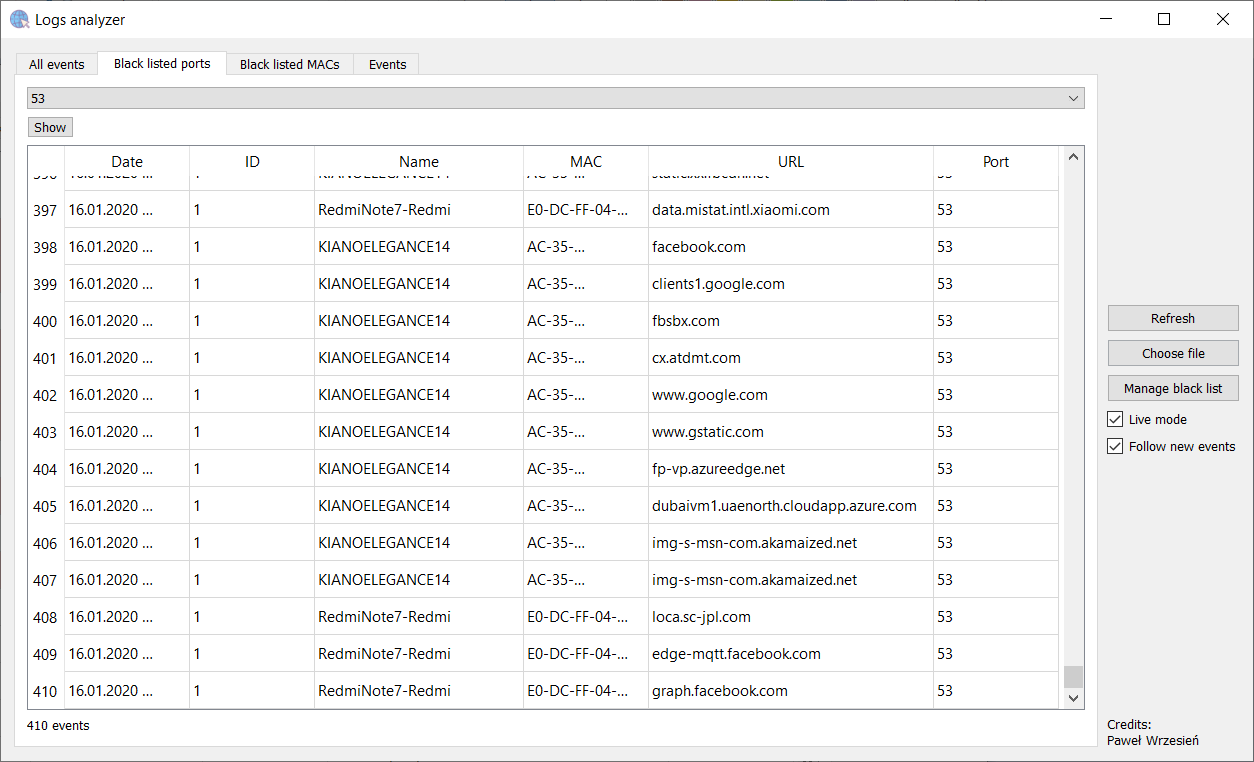 Logs analyzer
All events Black listed ports Black listed MACs Events
53
Show
Date ID Name MAC URL Port
397 16.01.2020 ... 1 RedmiNote7-Redmi E0-DC-FF-04-... data.mistat.intl.xiaomi.com 53
398 16.01.2020 ... 1 KIANOELEGANCE14 AC-35-... facebook.com 53
399 16.01.2020 ... 1 KIANOELEGANCE14 AC-35-... clients1.google.com 53
400 16.01.2020 ... 1 KIANOELEGANCE14 AC-35-... fbsbx.com 53
401 16.01.2020 ... 1 KIANOELEGANCE14 AC-35-... cx.atdmt.com 53
402 16.01.2020 ... 1 KIANOELEGANCE14 AC-35-... www.google.com 53
403 16.01.2020 ... 1 KIANOELEGANCE14 AC-35-... www.gstatic.com 53
404 16.01.2020 ... 1 KIANOELEGANCE14 AC-35-... fp-vp.azureedge.net 53
405 16.01.2020 ... 1 KIANOELEGANCE14 AC-35-... dubaivm1.uaenorth.cloudapp.azure.com 53
406 16.01.2020 ... 1 KIANOELEGANCE14 AC-35-... img-s-msn-com.akamaized.net 53
407 16.01.2020 ... 1 KIANOELEGANCE14 AC-35-... img-s-msn-com.akamaized.net 53
408 16.01.2020 ... 1 RedmiNote7-Redmi E0-DC-FF-04-... loca.sc-jpl.com 53
409 16.01.2020 ... 1 RedmiNote7-Redmi E0-DC-FF-04-... edge-mqtt.facebook.com 53
410 16.01.2020 ... 1 RedmiNote7-Redmi E0-DC-FF-04-... graph.facebook.com 53
410 events
Refresh
Choose file
Manage black list
Live mode
Follow new events
Credits:
Paweł Wrzesień